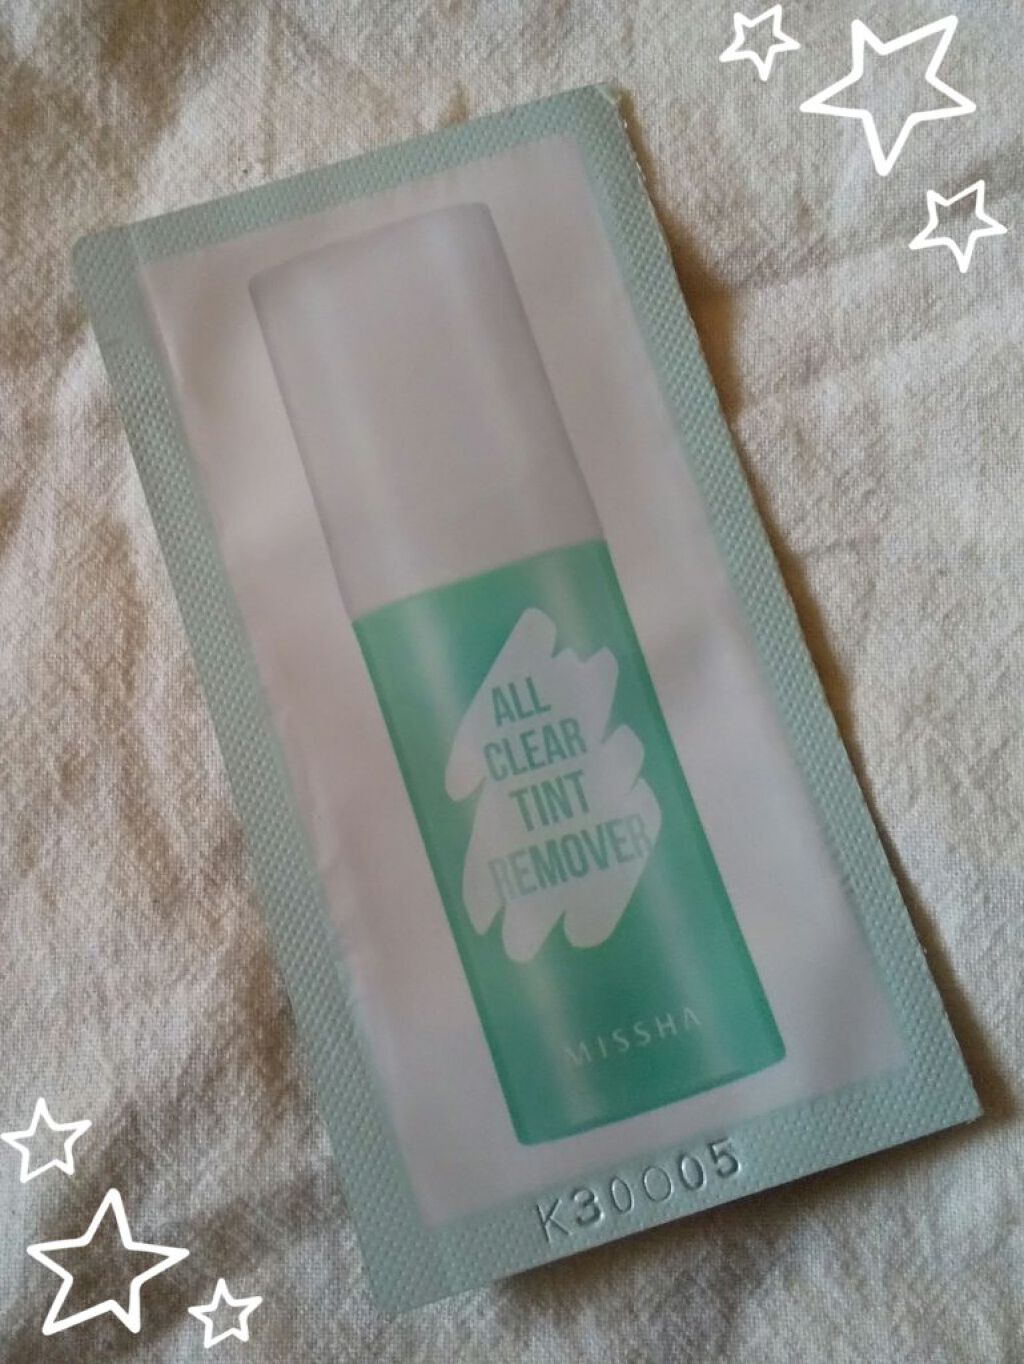 ALL
CLEAR
TINT
REMOVER
MISSHA
K30005